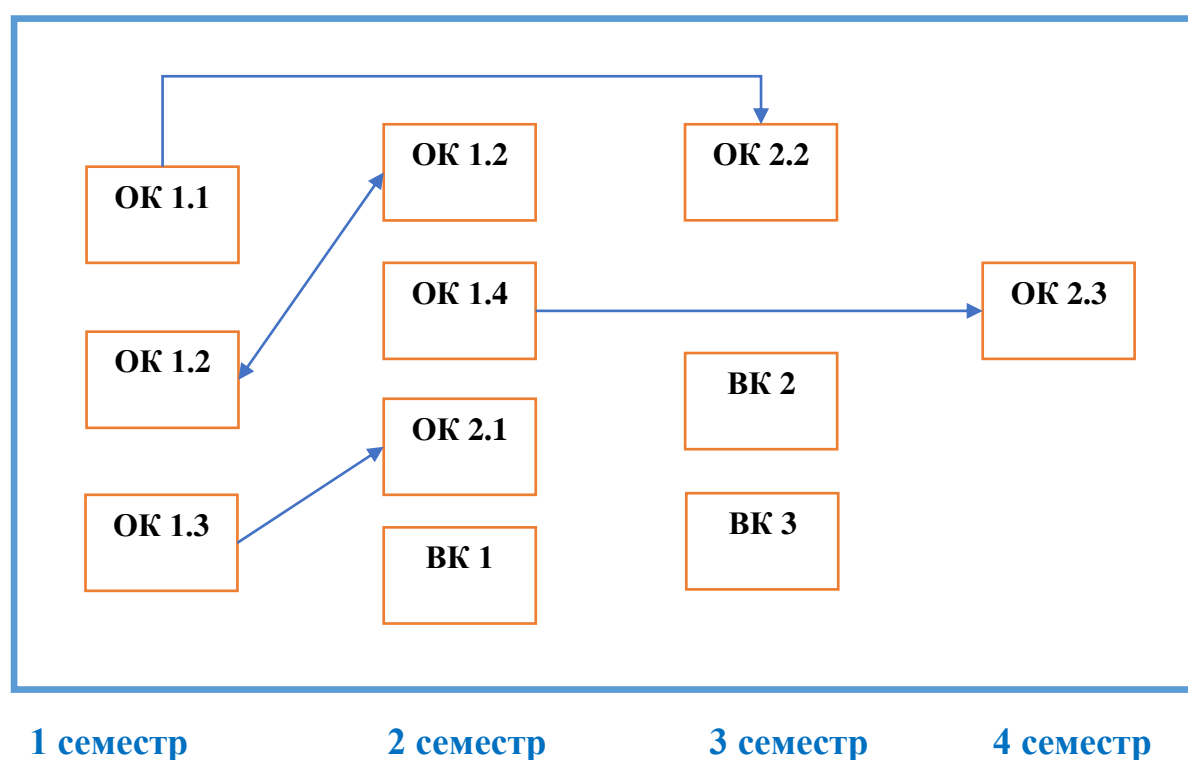 ОК 1.1
ОК 1.2
ОК 1.3
ОК 1.2
ОК 1.4
ОК 2.1
ВК 1
ОК 2.2
ВК 2
ВК 3
ОК 2.3
1 семестр
2 семестр
3 семестр
4 семестр